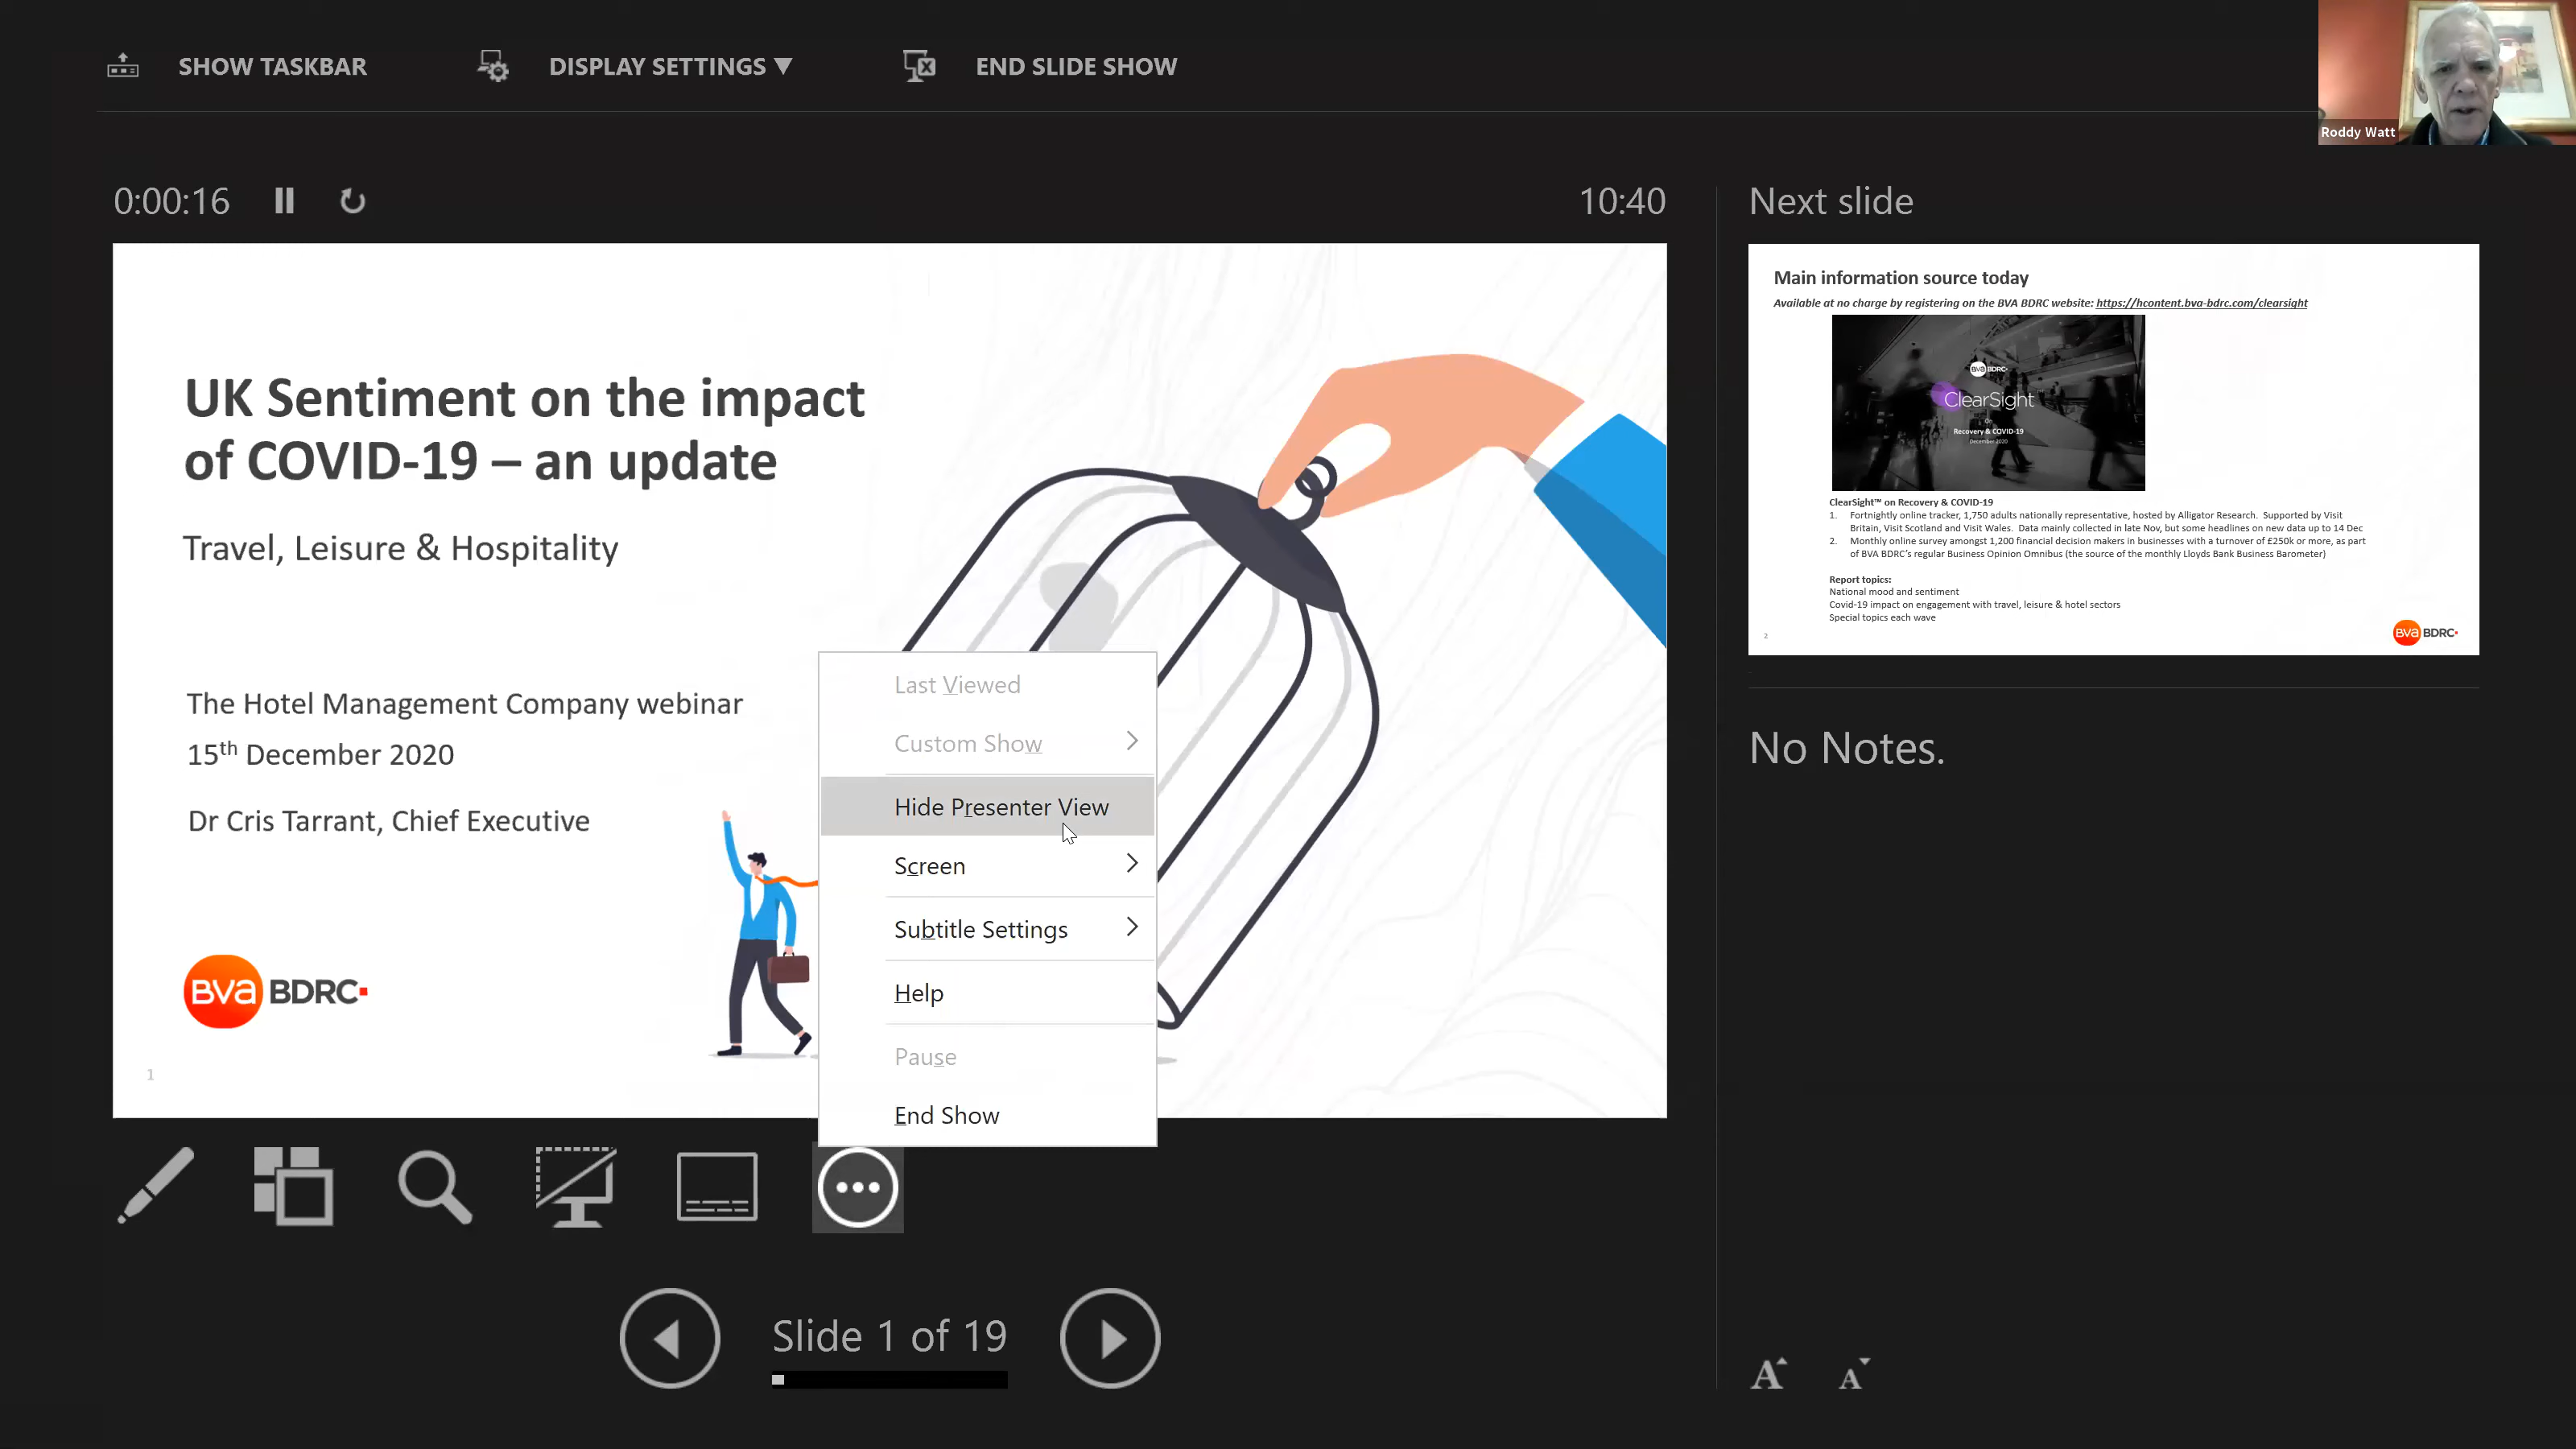 SHOW TASKBAR
DISPLAY SETTINGS ▼
END SLIDE SHOW
Roddy Watt
0:00:16
10:40
Next slide
UK Sentiment on the impact
of COVID-19 – an update
Travel, Leisure & Hospitality
The Hotel Management Company webinar
15th December 2020
Dr Cris Tarrant, Chief Executive
BVa BDRC
1
Last Viewed
Custom Show
Hide Presenter View
Screen
Subtitle Settings
Help
Pause
End Show
Main information source today
Available at no charge by registering on the BVA BDRC website: https://hcontent.bva-bdrc.com/clearsight
BVa BDRC
ClearSight
on
Recovery & COVID-19
December 2020
ClearSight™ on Recovery & COVID-19
1. Fortnightly online tracker, 1,750 adults nationally representative, hosted by Alligator Research. Supported by Visit
Britain, Visit Scotland and Visit Wales. Data mainly collected in late Nov, but some headlines on new data up to 14 Dec
2. Monthly online survey amongst 1,200 financial decision makers in businesses with a turnover of £250k or more, as part
of BVA BDRC's regular Business Opinion Omnibus (the source of the monthly Lloyds Bank Business Barometer)
Report topics:
National mood and sentiment
Covid-19 impact on engagement with travel, leisure & hotel sectors
Special topics each wave
2
BVa BDRC
No Notes.
Slide 1 of 19
A A